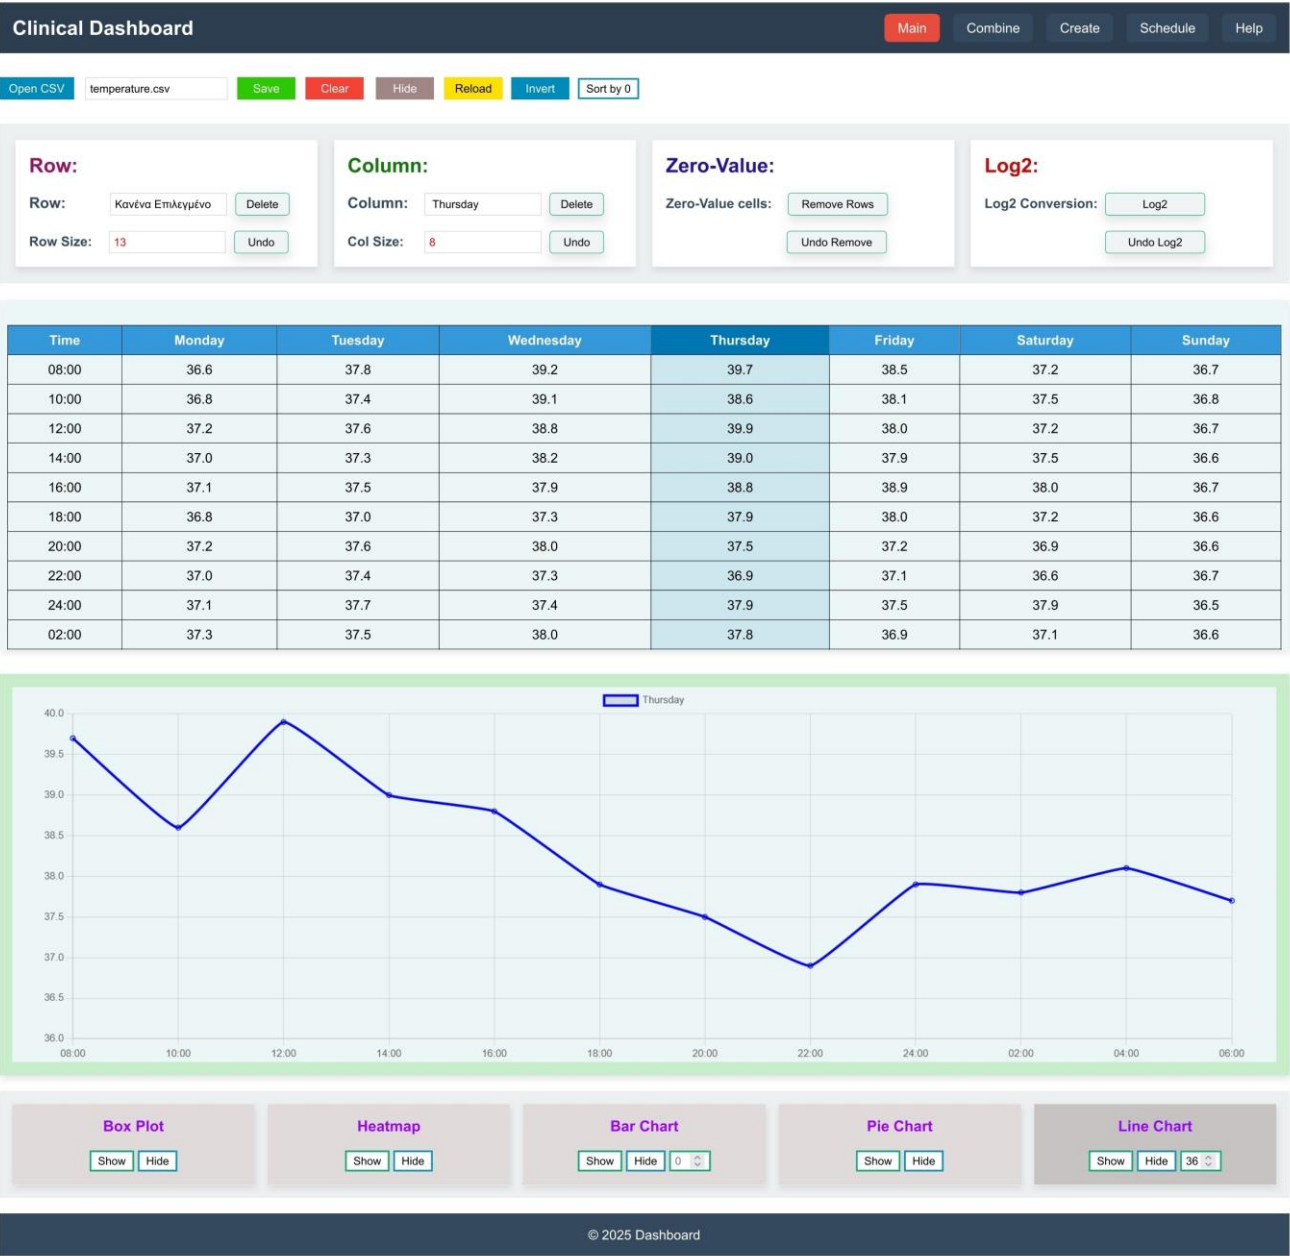 Clinical Dashboard Main Combine Create Schedule Help
Open CSV temperature.csv Save Clear Hide Reload Invert Sort by 0
Row: Column: Zero-Value: Log2:
Row: Κανένα Επιλεγμένο Delete Column: Thursday Delete Zero-Value cells: Remove Rows Log2 Conversion: Log2
Row Size: 13 Undo Col Size: 8 Undo Undo Remove Undo Log2
Time Monday Tuesday Wednesday Thursday Friday Saturday Sunday
08:00 36.6 37.8 39.2 39.7 38.5 37.2 36.7
10:00 36.8 37.4 39.1 38.6 38.1 37.5 36.8
12:00 37.2 37.6 38.8 39.9 38.0 37.2 36.7
14:00 37.0 37.3 38.2 39.0 37.9 37.5 36.6
16:00 37.1 37.5 37.9 38.8 38.9 38.0 36.7
18:00 36.8 37.0 37.3 37.9 38.0 37.2 36.6
20:00 37.2 37.6 38.0 37.5 37.2 36.9 36.6
22:00 37.0 37.4 37.3 36.9 37.1 36.6 36.7
24:00 37.1 37.7 37.4 37.9 37.5 37.9 36.5
02:00 37.3 37.5 38.0 37.8 36.9 37.1 36.6
Thursday
40.0
39.5
39.0
38.5
38.0
37.5
37.0
36.5
36.0
08:00 10:00 12:00 14:00 16:00 18:00 20:00 22:00 24:00 02:00 04:00 06:00
Box Plot Heatmap Bar Chart Pie Chart Line Chart
Show Hide Show Hide Show Hide 0 Show Hide Show Hide 36
© 2025 Dashboard